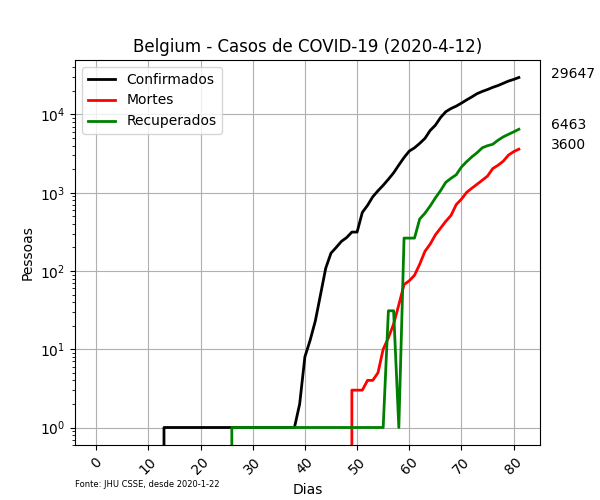 Belgium - Casos de COVID-19 (2020-4-12)
Confirmados
Mortes
Recuperados
29647
6463
3600
10⁴
10³
10²
10¹
10⁰
Pessoas
0 10 20 30 40 50 60 70 80
Dias
Fonte: JHU CSSE, desde 2020-1-22